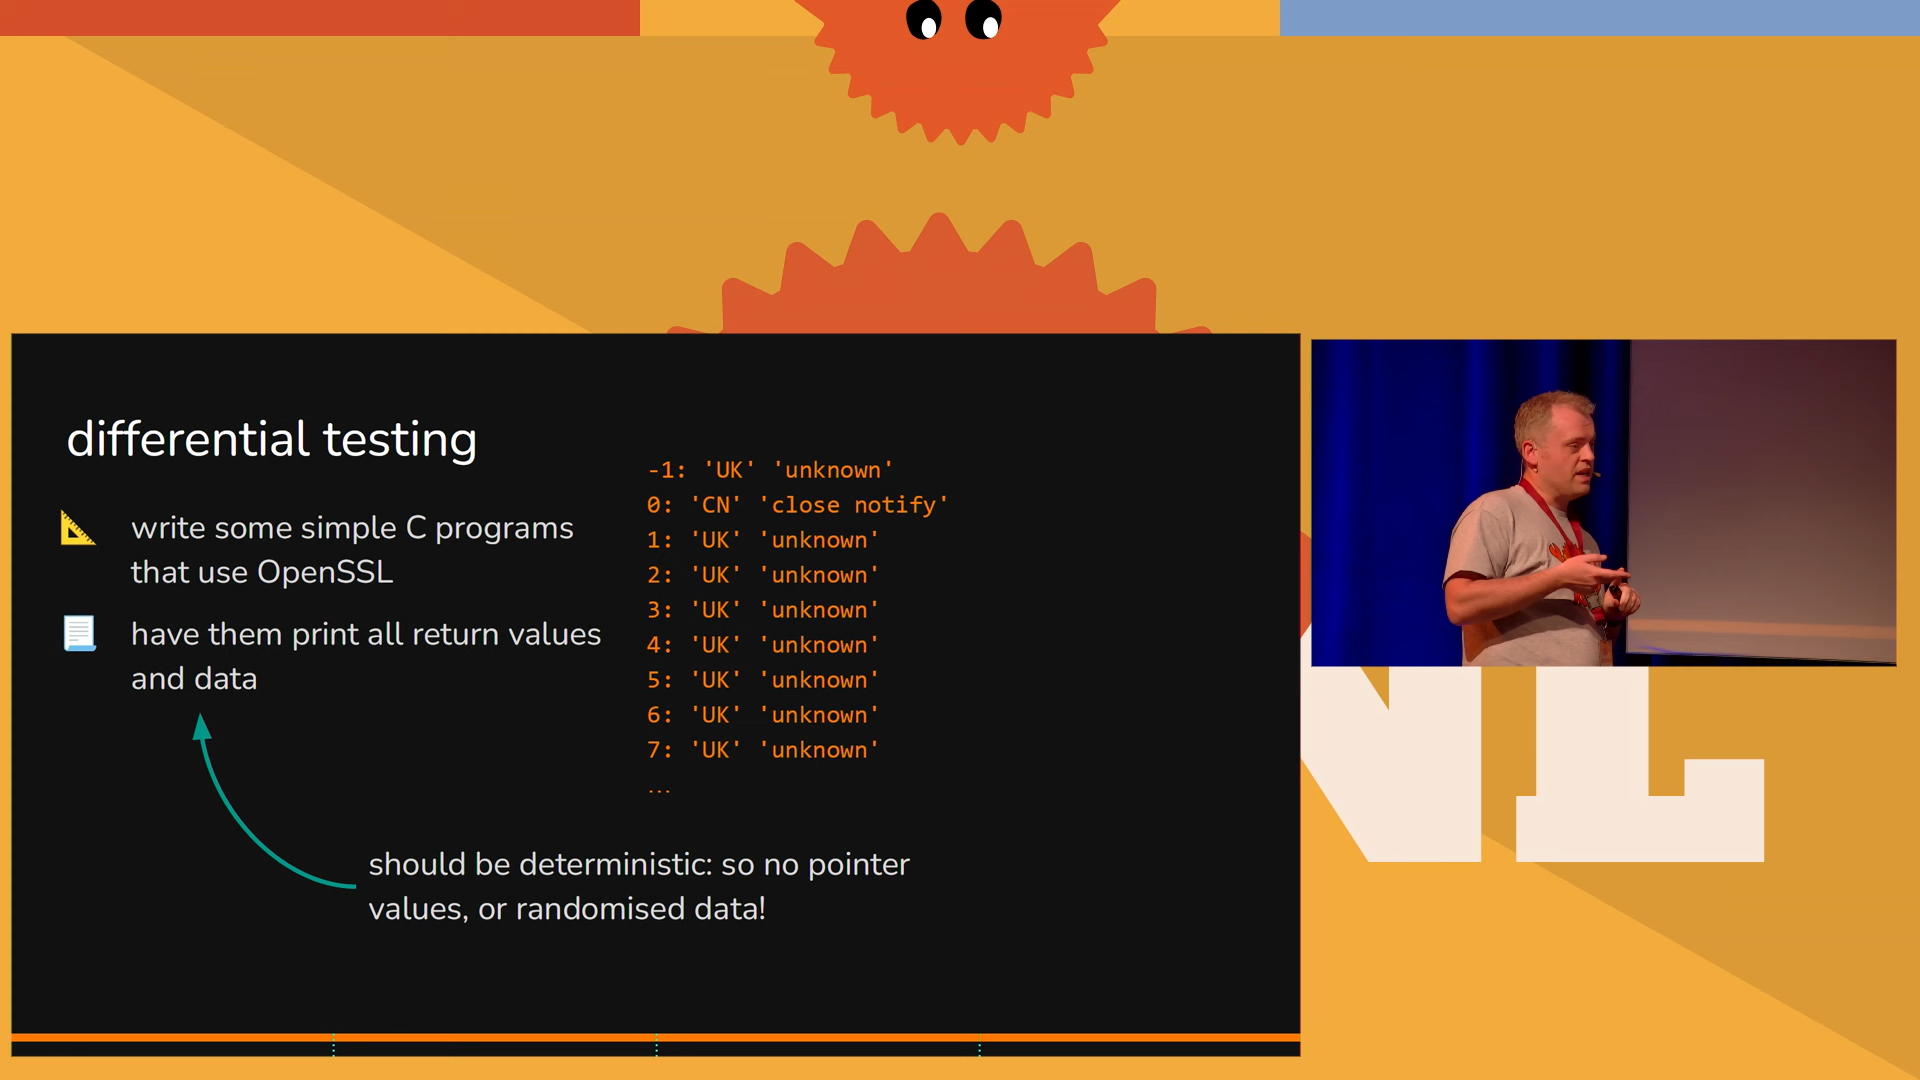 differential testing
write some simple C programs
that use OpenSSL
have them print all return values
and data
-1: 'UK' 'unknown'
0: 'CN' 'close notify'
1: 'UK' 'unknown'
2: 'UK' 'unknown'
3: 'UK' 'unknown'
4: 'UK' 'unknown'
5: 'UK' 'unknown'
6: 'UK' 'unknown'
7: 'UK' 'unknown'
...
should be deterministic: so no pointer
values, or randomised data!
NL